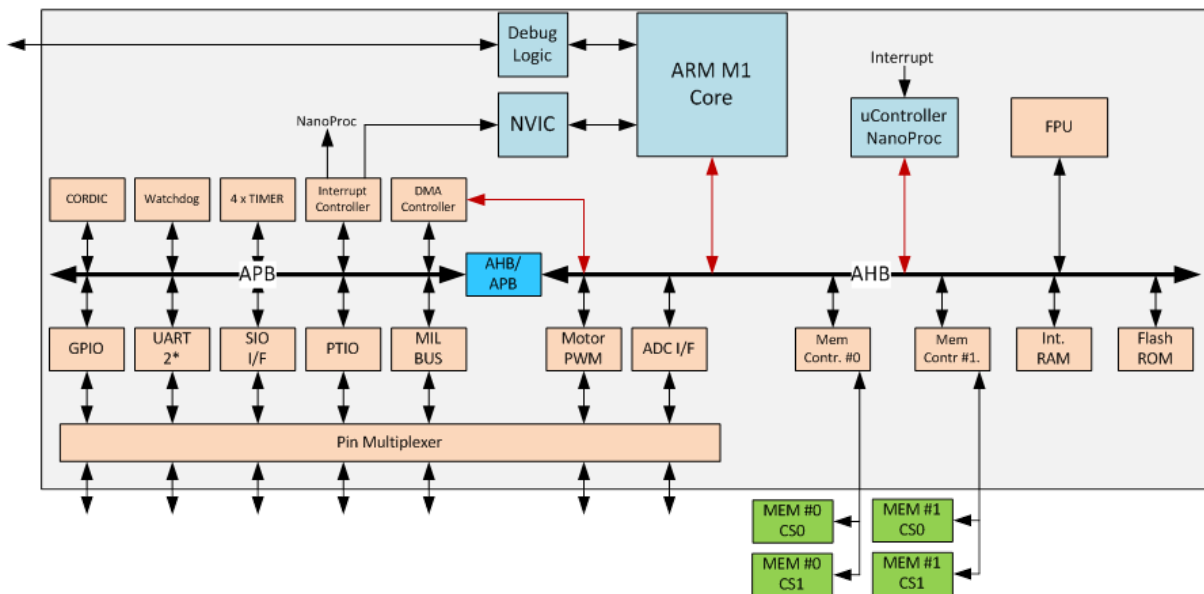 Debug
Logic
ARM M1
Core
Interrupt
NanoProc
NVIC
uController
NanoProc
FPU
CORDIC
Watchdog
4 x TIMER
Interrupt
Controller
DMA
Controller
APB
AHB/
APB
AHB
GPIO
UART
2*
SIO
I/F
PTIO
MIL
BUS
Motor
PWM
ADC I/F
Mem
Contr. #0
Mem
Contr #1.
Int.
RAM
Flash
ROM
Pin Multiplexer
MEM #0
CS0
MEM #1
CS0
MEM #0
CS1
MEM #1
CS1